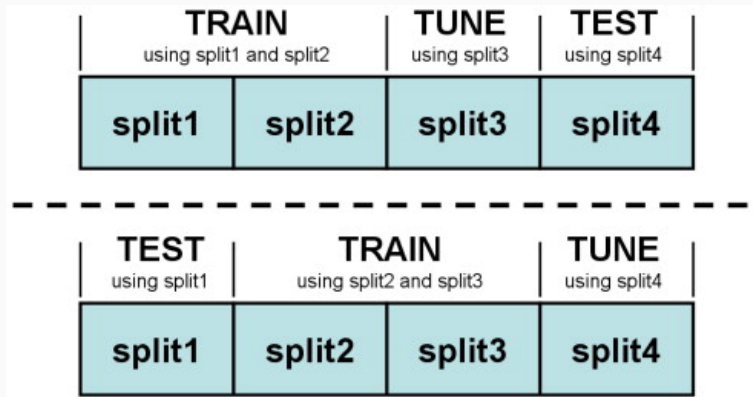 TRAIN TUNE TEST
using split1 and split2 using split3 using split4
split1 split2 split3 split4
TEST TRAIN TUNE
using split1 using split2 and split3 using split4
split1 split2 split3 split4